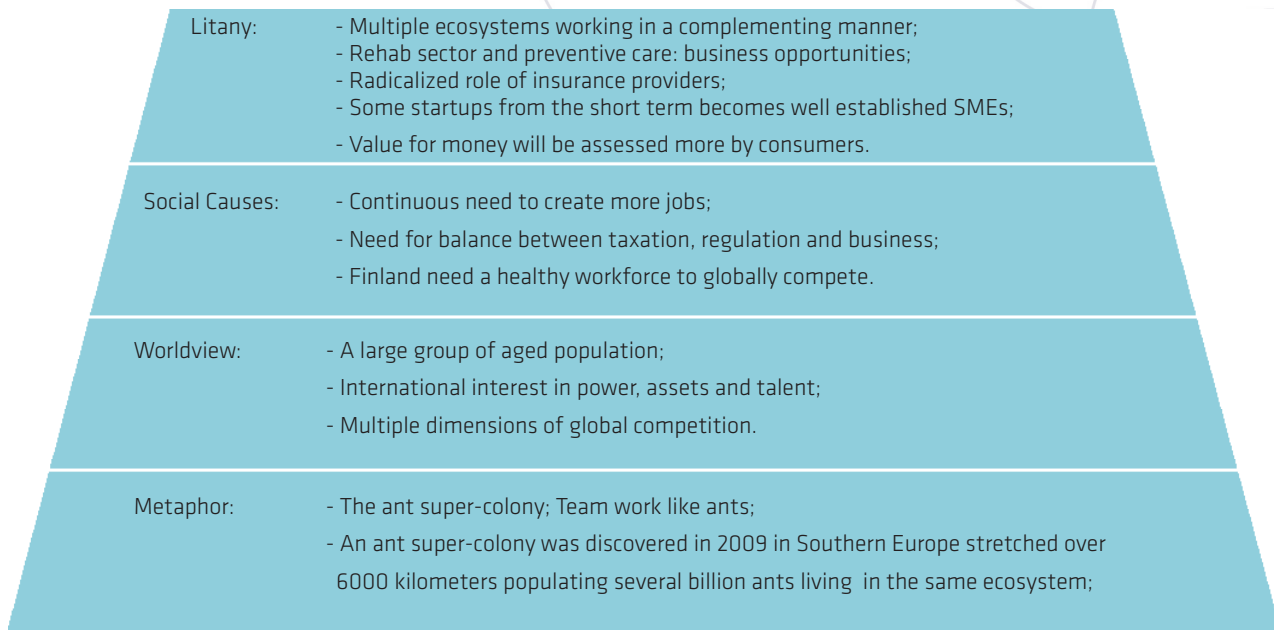 Litany: - Multiple ecosystems working in a complementing manner;
- Rehab sector and preventive care: business opportunities;
- Radicalized role of insurance providers;
- Some startups from the short term becomes well established SMEs;
- Value for money will be assessed more by consumers.
Social Causes: - Continuous need to create more jobs;
- Need for balance between taxation, regulation and business;
- Finland need a healthy workforce to globally compete.
Worldview: - A large group of aged population;
- International interest in power, assets and talent;
- Multiple dimensions of global competition.
Metaphor: - The ant super-colony; Team work like ants;
- An ant super-colony was discovered in 2009 in Southern Europe stretched over
6000 kilometers populating several billion ants living in the same ecosystem;